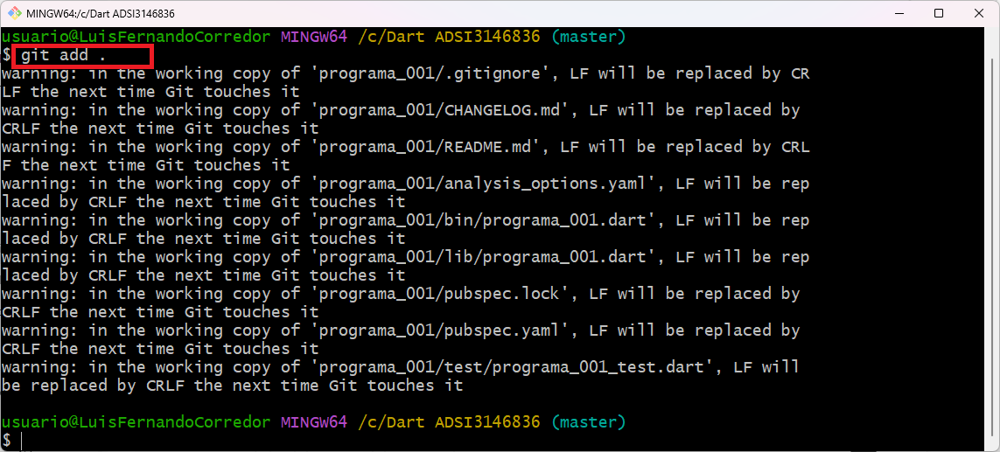 MINGW64:/c/Dart ADSI3146836
usuario@LuisFernandoCorredor MINGW64 /c/Dart ADSI3146836 (master)
$ git add .
warning: in the working copy of 'programa_001/.gitignore', LF will be replaced by CR
LF the next time Git touches it
warning: in the working copy of 'programa_001/CHANGELOG.md', LF will be replaced by
CRLF the next time Git touches it
warning: in the working copy of 'programa_001/README.md', LF will be replaced by CRL
F the next time Git touches it
warning: in the working copy of 'programa_001/analysis_options.yaml', LF will be rep
laced by CRLF the next time Git touches it
warning: in the working copy of 'programa_001/bin/programa_001.dart', LF will be rep
laced by CRLF the next time Git touches it
warning: in the working copy of 'programa_001/lib/programa_001.dart', LF will be rep
laced by CRLF the next time Git touches it
warning: in the working copy of 'programa_001/pubspec.lock', LF will be replaced by
CRLF the next time Git touches it
warning: in the working copy of 'programa_001/pubspec.yaml', LF will be replaced by
CRLF the next time Git touches it
warning: in the working copy of 'programa_001/test/programa_001_test.dart', LF will
be replaced by CRLF the next time Git touches it
usuario@LuisFernandoCorredor MINGW64 /c/Dart ADSI3146836 (master)
$